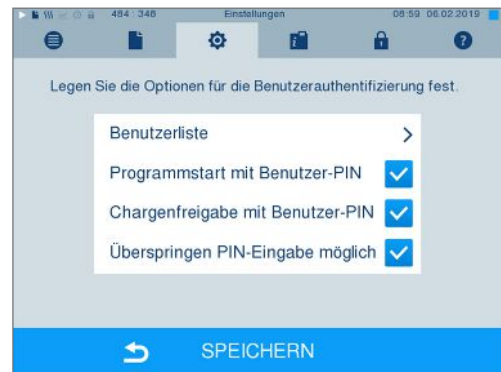 484 : 348 Einstellungen 08:59 06.02.2019
Legen Sie die Optionen für die Benutzerauthentifizierung fest.
Benutzerliste
Programmstart mit Benutzer-PIN
Chargenfreigabe mit Benutzer-PIN
Überspringen PIN-Eingabe möglich
SPEICHERN